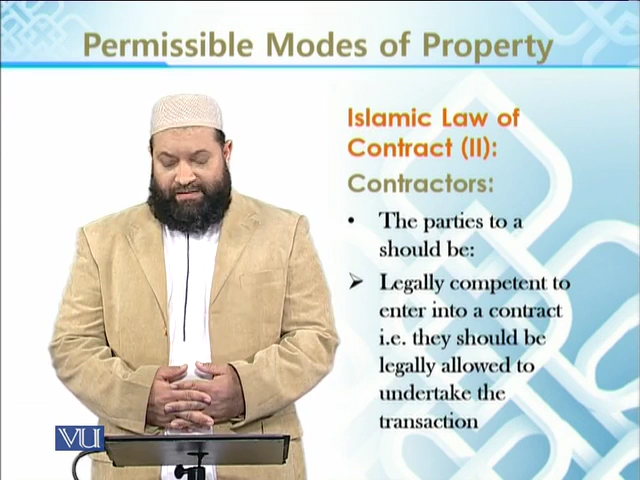 Permissible Modes of Property
Islamic Law of
Contract (II):
Contractors:
• The parties to a
should be:
➤ Legally competent to
enter into a contract
i.e. they should be
legally allowed to
undertake the
transaction
VU